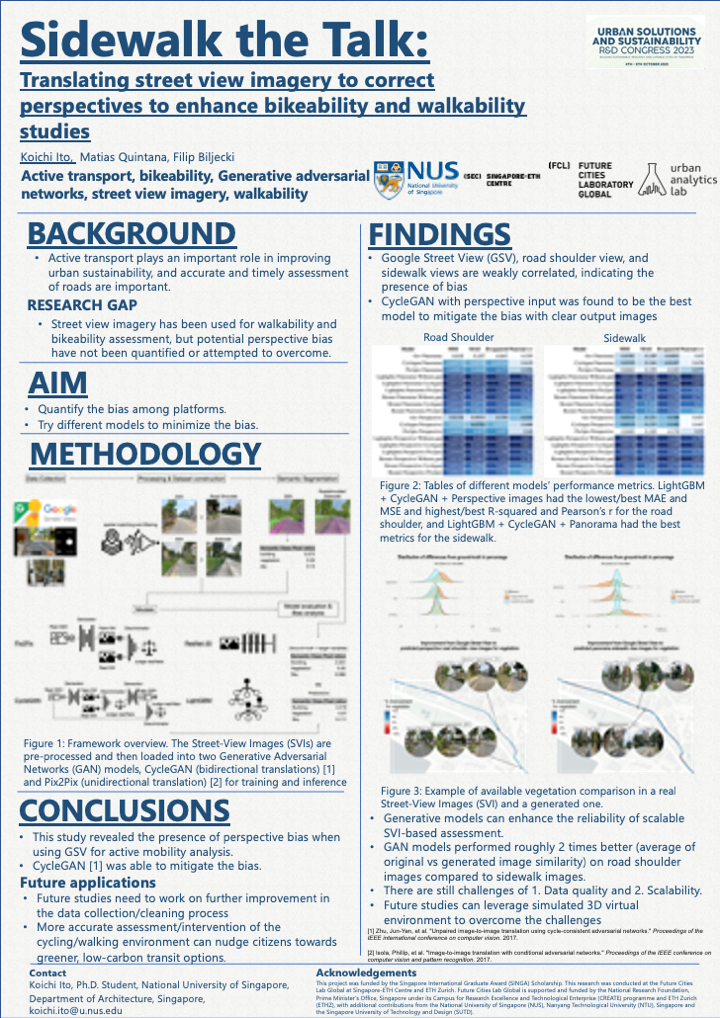 Sidewalk the Talk:
Translating street view imagery to correct
perspectives to enhance bikeability and walkability
studies
URBAN SOLUTIONS
AND SUSTAINABILITY
R&D CONGRESS 2023
Koichi Ito, Matias Quintana, Filip Biljecki
Active transport, bikeability, Generative adversarial
networks, street view imagery, walkability
NUS
National University
of Singapore
(SEC) SINGAPORE-ETH
CENTRE
(FCL) FUTURE
CITIES
LABORATORY
GLOBAL
urban
analytics
lab
BACKGROUND
• Active transport plays an important role in improving
urban sustainability, and accurate and timely assessment
of roads are important.
RESEARCH GAP
• Street view imagery has been used for walkability and
bikeability assessment, but potential perspective bias
have not been quantified or attempted to overcome.
AIM
• Quantify the bias among platforms.
• Try different models to minimize the bias.
METHODOLOGY
Data Collection
Processing & Dataset construction
Semantic Segmentation
Google
Figure 1: Framework overview. The Street-View Images (SVIs) are
pre-processed and then loaded into two Generative Adversarial
Networks (GAN) models, CycleGAN (bidirectional translation) [1]
and Pix2Pix (unidirectional translation) [2] for training and inference
CONCLUSIONS
• This study revealed the presence of perspective bias when
using GSV for active mobility analysis.
• CycleGAN [1] was able to mitigate the bias.
Future applications
• Future studies need to work on further improvement in
the data collection/cleaning process
• More accurate assessment/intervention of the
cycling/walking environment can nudge citizens towards
greener, low-carbon transit options.
FINDINGS
• Google Street View (GSV), road shoulder view, and
sidewalk views are weakly correlated, indicating the
presence of bias
• CycleGAN with perspective input was found to be the best
model to mitigate the bias with clear output images
Road Shoulder
Sidewalk
Figure 2: Tables of different models' performance metrics. LightGBM
+ CycleGAN + Perspective images had the lowest/best MAE and
MSE and highest/best R-squared and Pearson's r for the road
shoulder, and LightGBM + CycleGAN + Panorama had the best
metrics for the sidewalk.
Figure 3: Example of available vegetation comparison in a real
Street-View Images (SVI) and a generated one.
• Generative models can enhance the reliability of scalable
SVI-based assessment.
• GAN models performed roughly 2 times better (average of
original vs generated image similarity) on road shoulder
images compared to sidewalk images.
• There are still challenges of 1. Data quality and 2. Scalability.
• Future studies can leverage simulated 3D virtual
environment to overcome the challenges
[1] Zhu, Jun-Yan, et al. "Unpaired image-to-image translation using cycle-consistent adversarial networks." Proceedings of the
IEEE international conference on computer vision. 2017.
[2] Isola, Phillip, et al. "Image-to-image translation with conditional adversarial networks." Proceedings of the IEEE conference on
computer vision and pattern recognition. 2017.
Contact
Koichi Ito, Ph.D. Student, National University of Singapore,
Department of Architecture, Singapore,
koichi.ito@u.nus.edu
Acknowledgements
This project was funded by the Singapore International Graduate Award (SINGA) Scholarship. This research was conducted at the Future Cities
Lab Global at Singapore-ETH Centre and ETH Zurich. Future Cities Lab Global is supported and funded by the National Research Foundation,
Prime Minister's Office, Singapore under its Campus for Research Excellence and Technological Enterprise (CREATE) programme and ETH Zurich
(ETHZ), with additional contributions from the National University of Singapore (NUS), Nanyang Technological University (NTU), Singapore and
the Singapore University of Technology and Design (SUTD).